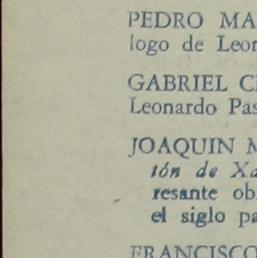 PEDRO MA
logo de Leon
GABRIEL C
Leonardo Pas
JOAQUIN M
tón de Xa
resante ob
el siglo pa
FRANCISCO